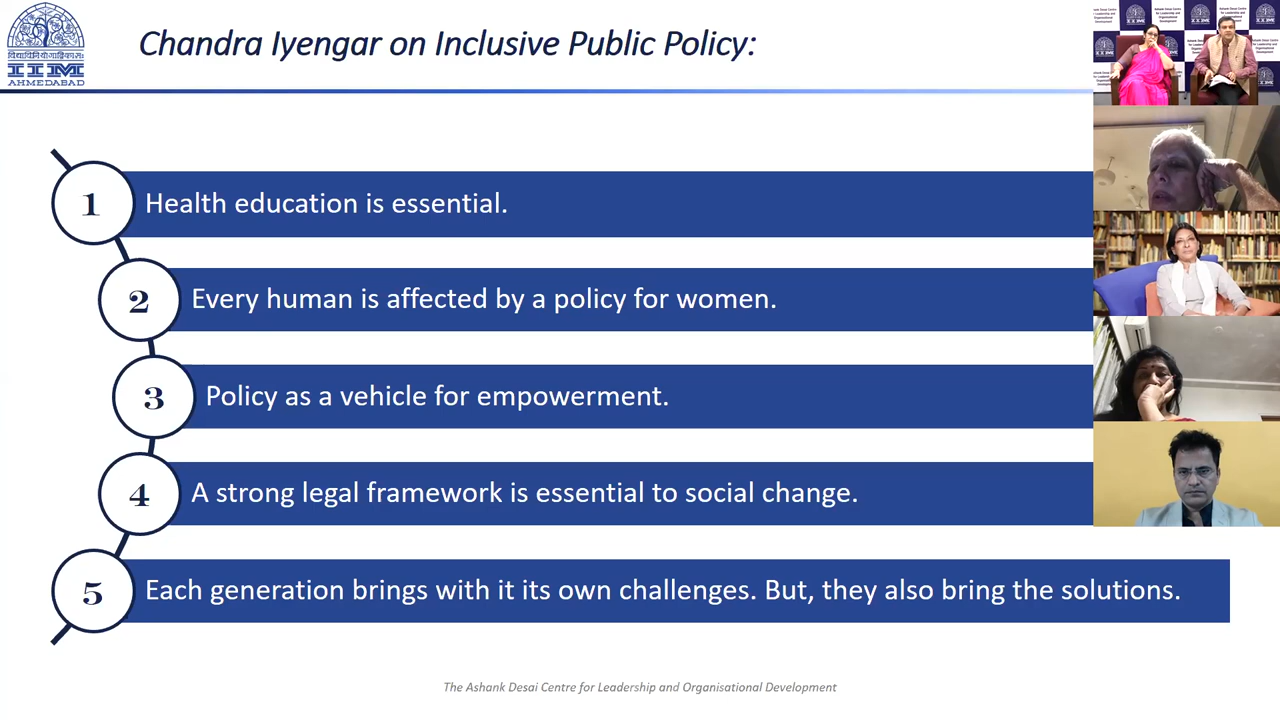 Chandra Iyengar on Inclusive Public Policy:
IIM
AHMEDABAD
1
Health education is essential.
2
Every human is affected by a policy for women.
3
Policy as a vehicle for empowerment.
4
A strong legal framework is essential to social change.
5
Each generation brings with it its own challenges. But, they also bring the solutions.
The Ashank Desai Centre for Leadership and Organisational Development